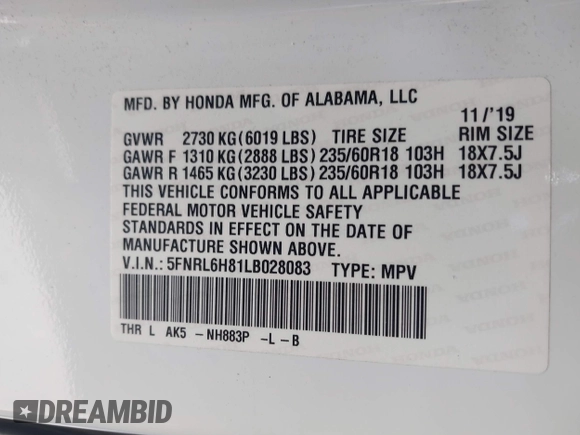 MFD. BY HONDA MFG. OF ALABAMA, LLC
11/'19
GVWR 2730 KG(6019 LBS) TIRE SIZE RIM SIZE
GAWR F 1310 KG(2888 LBS)235/60R18 103H 18X7.5J
GAWR R 1465 KG(3230 LBS)235/60R18 103H 18X7.5J
THIS VEHICLE CONFORMS TO ALL APPLICABLE
FEDERAL MOTOR VEHICLE SAFETY
STANDARDS IN EFFECT ON THE DATE OF
MANUFACTURE SHOWN ABOVE.
V.I.N.: 5FNRL6H81LB028083 TYPE: MPV
THR L AK5 -NH883P -L-B
DREAMBID